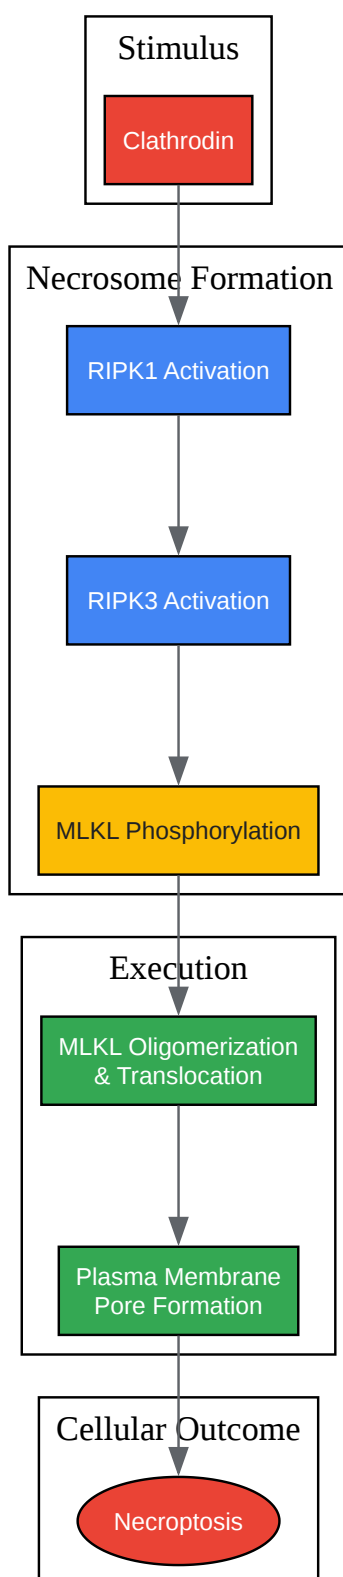 Stimulus
Clathrodin
Necrosome Formation
RIPK1 Activation
RIPK3 Activation
MLKL Phosphorylation
Execution
MLKL Oligomerization
& Translocation
Plasma Membrane
Pore Formation
Cellular Outcome
Necroptosis